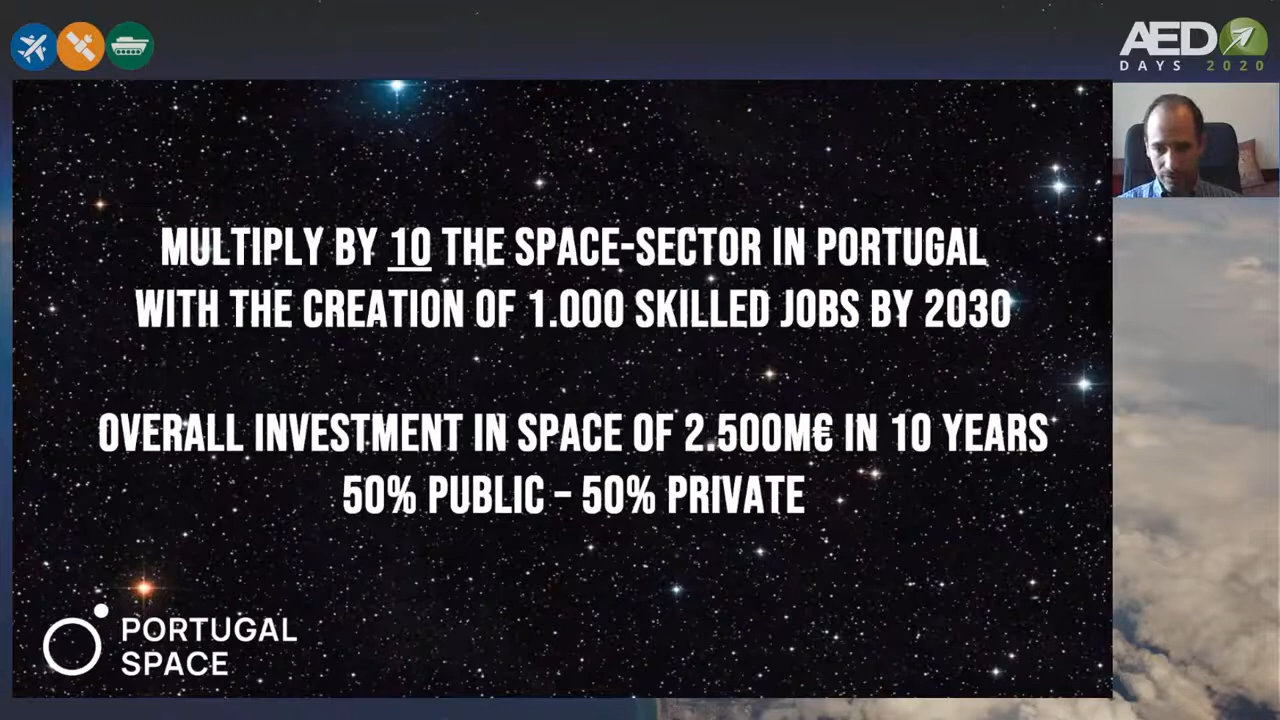 AED
DAYS 2020
MULTIPLY BY 10 THE SPACE-SECTOR IN PORTUGAL
WITH THE CREATION OF 1.000 SKILLED JOBS BY 2030
OVERALL INVESTMENT IN SPACE OF 2.500M€ IN 10 YEARS
50% PUBLIC – 50% PRIVATE
PORTUGAL
SPACE